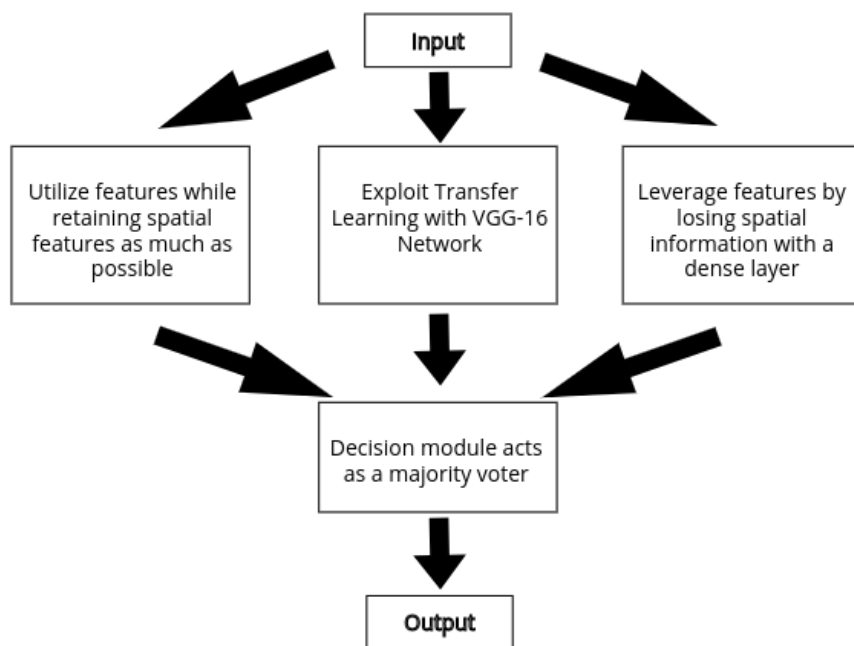 Input
Utilize features while
retaining spatial
features as much as
possible
Exploit Transfer
Learning with VGG-16
Network
Leverage features by
losing spatial
information with a
dense layer
Decision module acts
as a majority voter
Output